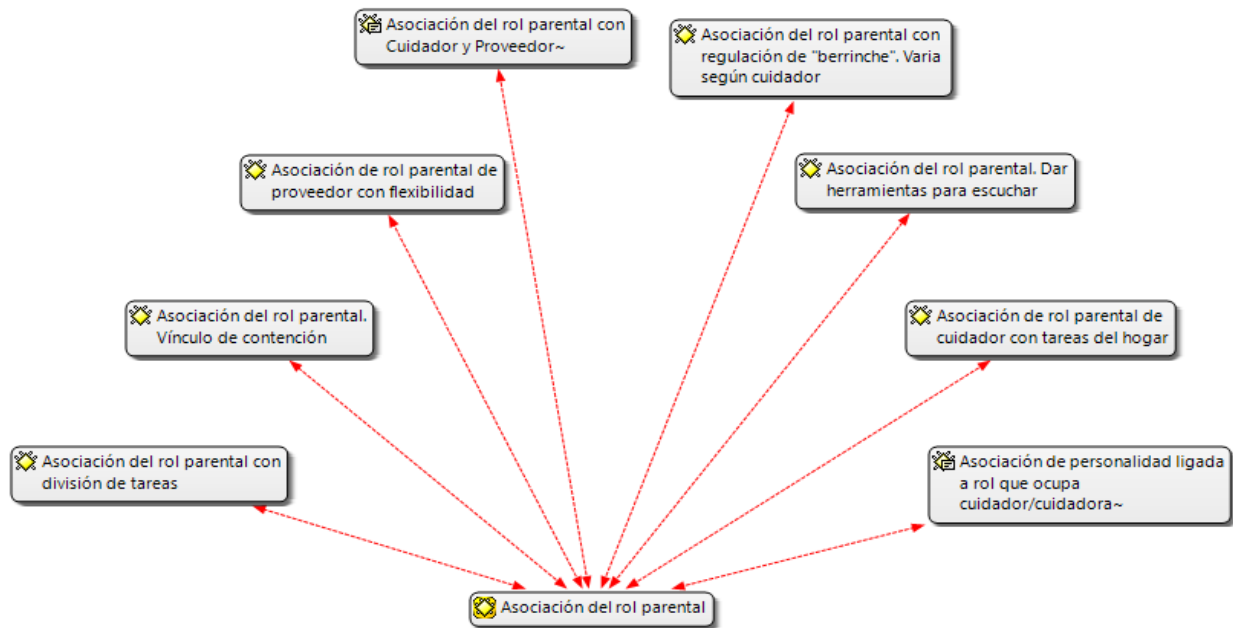 Asociación del rol parental con
Cuidador y Proveedor~
Asociación del rol parental con
regulación de "berrinche". Varia
según cuidador
Asociación de rol parental de
proveedor con flexibilidad
Asociación del rol parental. Dar
herramientas para escuchar
Asociación del rol parental.
Vínculo de contención
Asociación de rol parental de
cuidador con tareas del hogar
Asociación del rol parental con
división de tareas
Asociación de personalidad ligada
a rol que ocupa
cuidador/cuidadora~
Asociación del rol parental